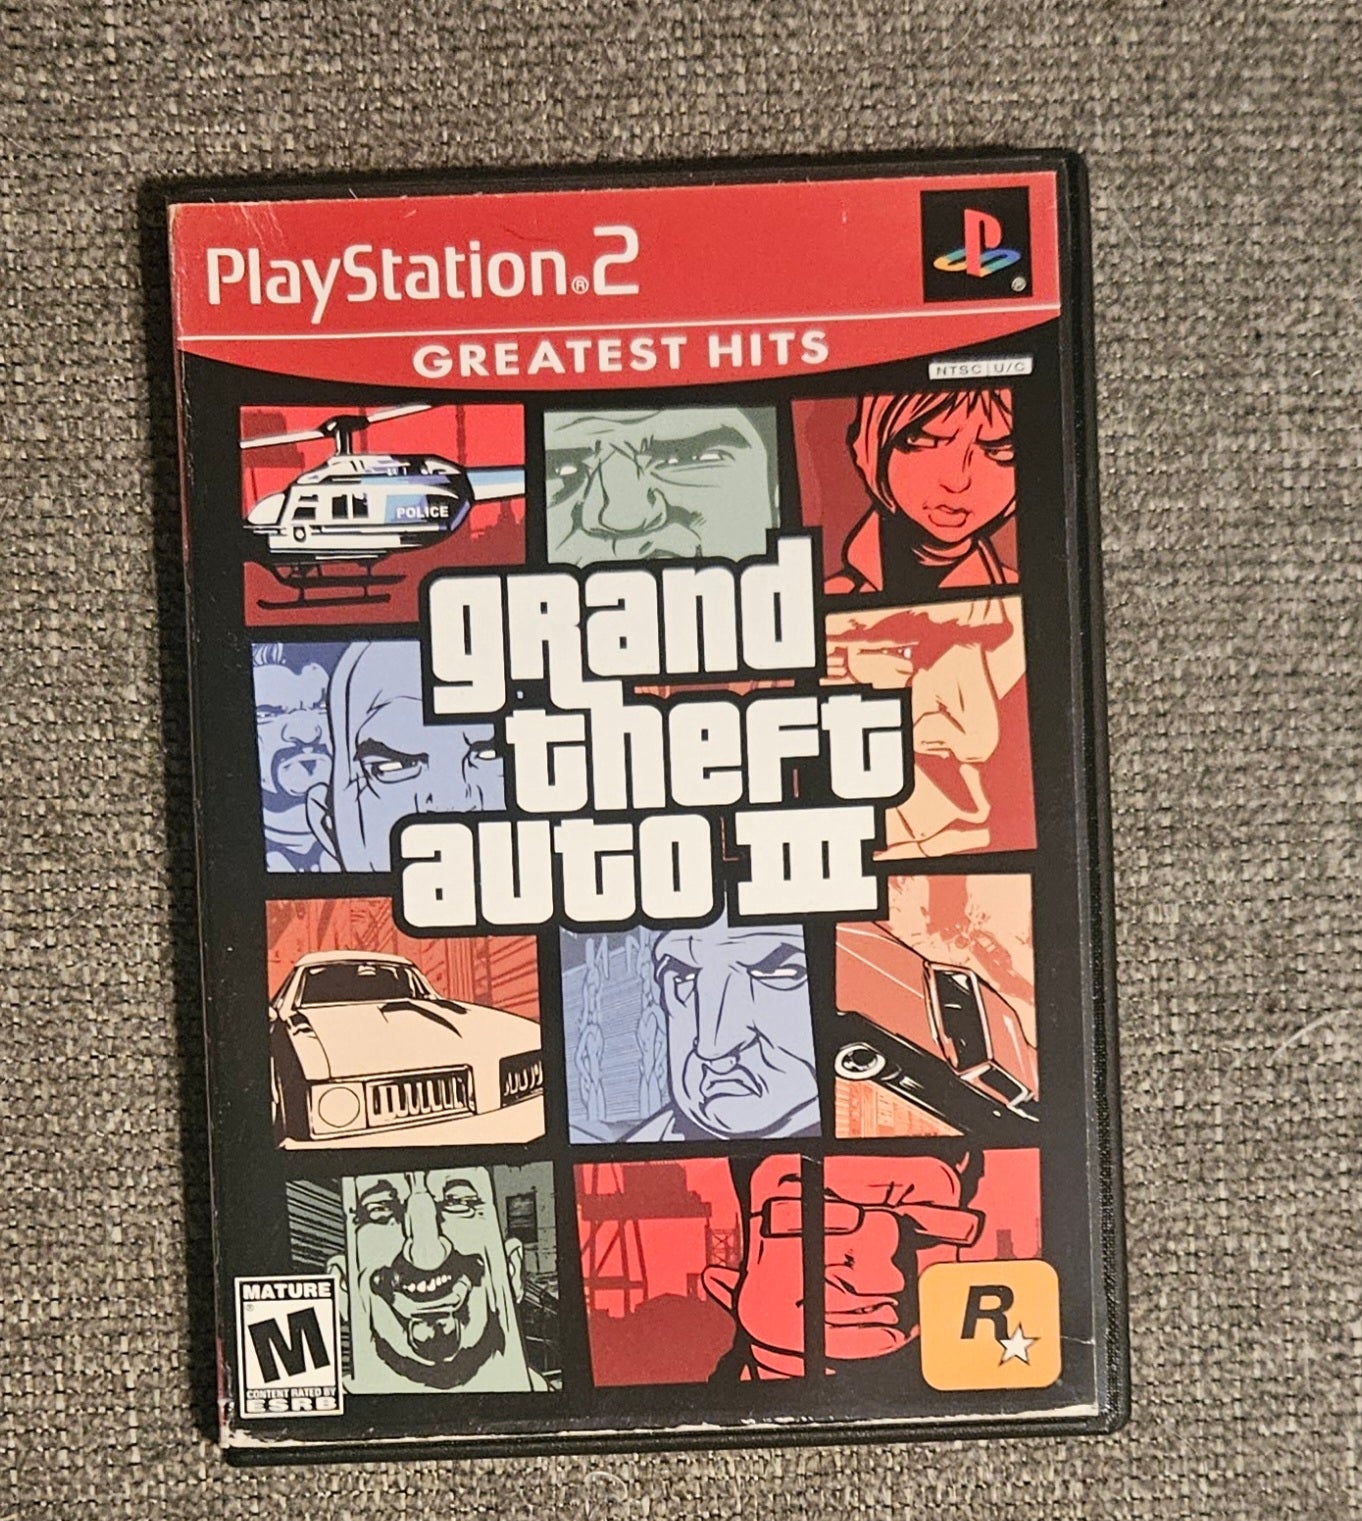 PlayStation®2
GREATEST HITS
NTSC U/C
POLICE
grand
theft
auto III
MATURE
M
CONTENT RATED BY
ESRB
R